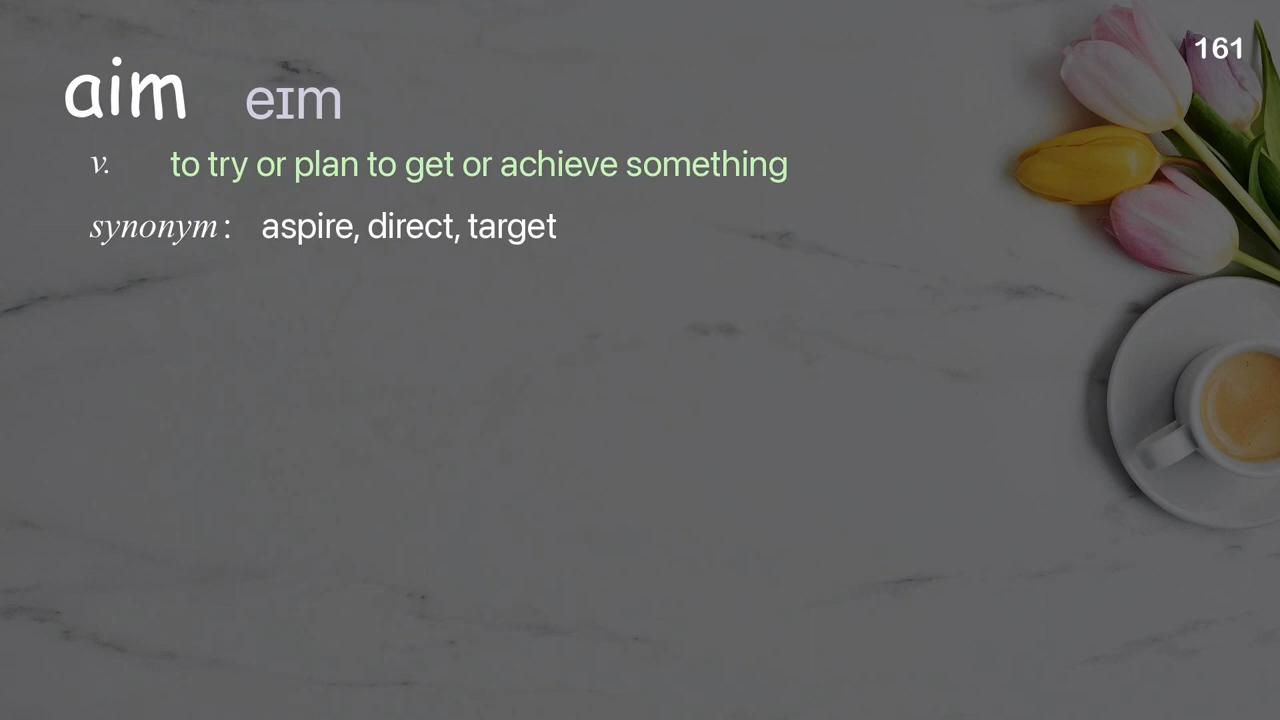 161
aim eɪm
v. to try or plan to get or achieve something
synonym: aspire, direct, target